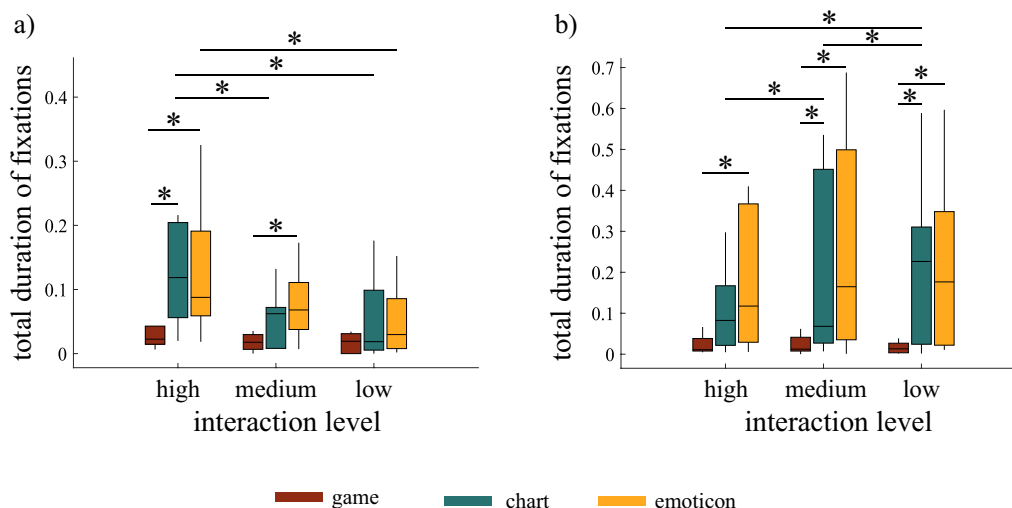 a)
total duration of fixations
0.4
0.3
0.2
0.1
0
* * * * * *
high medium low
interaction level
b)
total duration of fixations
0.7
0.6
0.5
0.4
0.3
0.2
0.1
0
* * * * * * * *
high medium low
interaction level
game chart emoticon